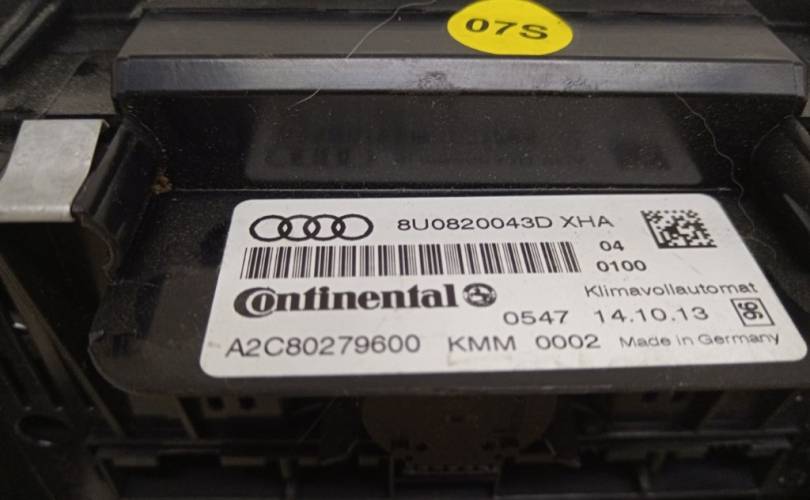 07S
8U0820043D XHA
04
0100
Continental
Klimavollautomat
0547 14.10.13
A2C80279600 KMM 0002 Made in Germany